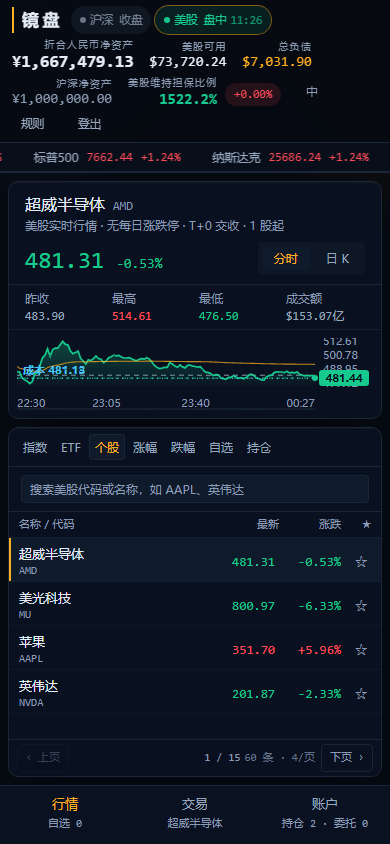 镜盘
沪深 收盘
美股 盘中 11:26
折合人民币净资产 美股可用 总负债
¥1,667,479.13 $73,720.24 $7,031.90
沪深净资产 美股维持担保比例
¥1,000,000.00 1522.2% +0.00% 中
规则 登出
% 标普500 7662.44 +1.24% 纳斯达克 25686.24 +1.24%
超威半导体 AMD
美股实时行情 · 无每日涨跌停 · T+0 交收 · 1 股起
481.31 -0.53%
分时 日 K
昨收 最高 最低 成交额
483.90 514.61 476.50 $153.07亿
512.61
500.78
成本 481.13
481.44
22:30 23:05 23:40 00:27
指数 ETF 个股 涨幅 跌幅 自选 持仓
搜索美股代码或名称，如 AAPL、英伟达
名称 / 代码 最新 涨跌 ★
超威半导体 481.31 -0.53% ☆
AMD
美光科技 800.97 -6.33% ☆
MU
苹果 351.70 +5.96% ☆
AAPL
英伟达 201.87 -2.33% ☆
NVDA
‹ 上页 1 / 15 60 条 · 4/页 下页 ›
行情 交易 账户
自选 0 超威半导体 持仓 2 · 委托 0